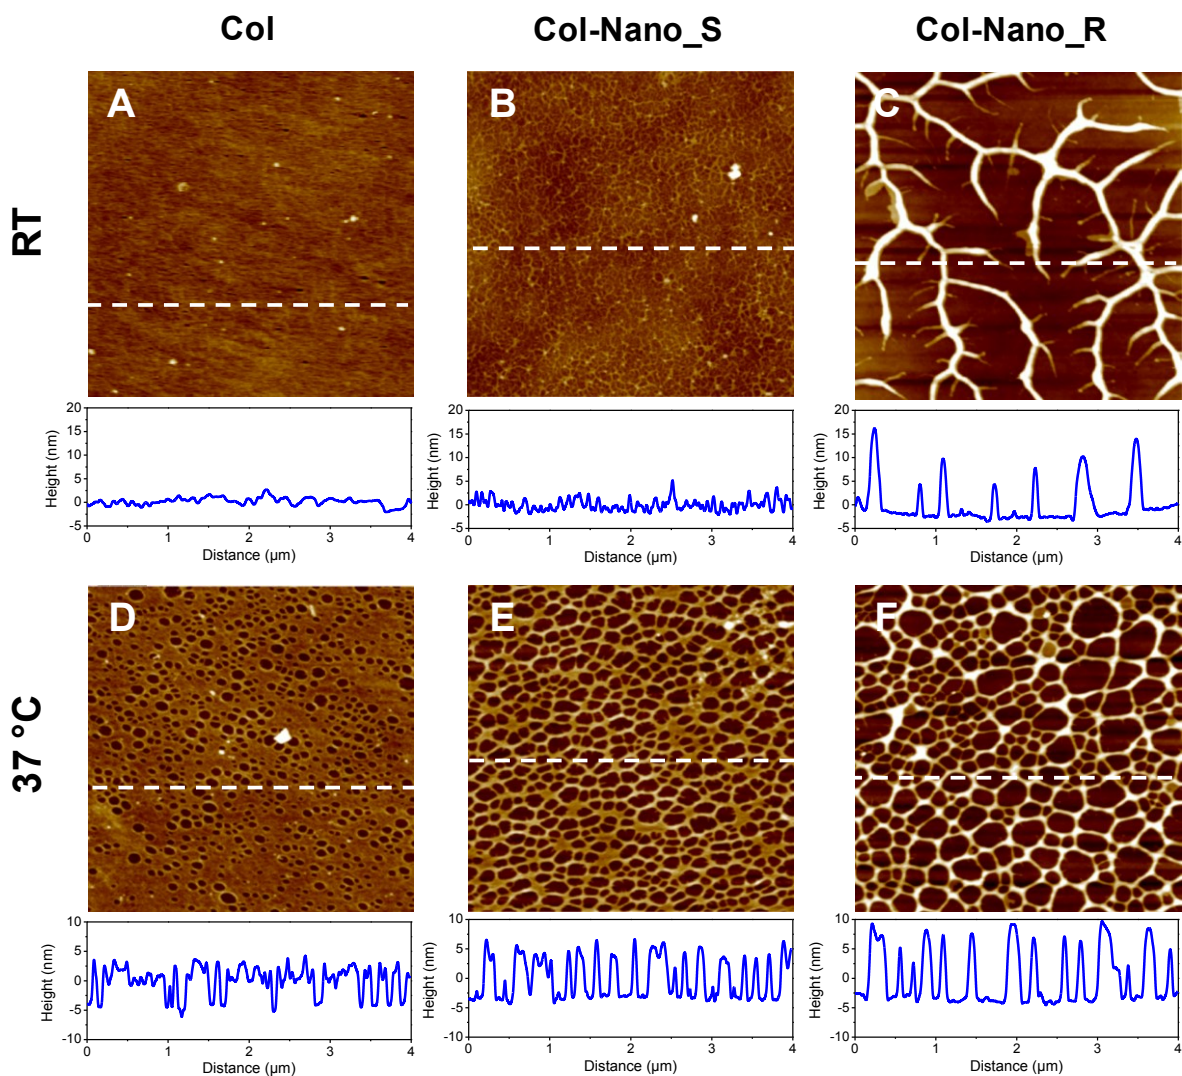 Col Col-Nano_S Col-Nano_R
RT
A B C
20 15 10 5 0 -5
Height (nm)
0 1 2 3 4
Distance (µm)
20 15 10 5 0 -5
Height (nm)
0 1 2 3 4
Distance (µm)
20 15 10 5 0 -5
Height (nm)
0 1 2 3 4
Distance (µm)
37 °C
D E F
10 5 0 -5 -10
Height (nm)
0 1 2 3 4
Distance (µm)
10 5 0 -5 -10
Height (nm)
0 1 2 3 4
Distance (µm)
10 5 0 -5 -10
Height (nm)
0 1 2 3 4
Distance (µm)